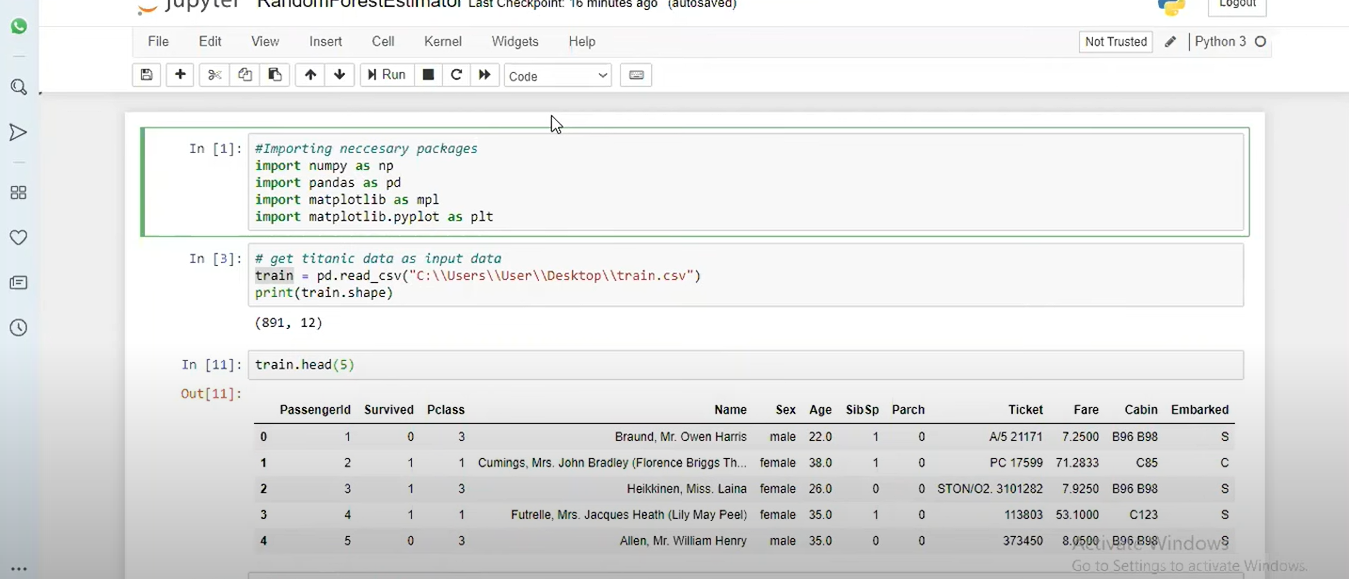 jupyter RandomForestEstimator Last Checkpoint: 16 minutes ago (autosaved) Logout
File Edit View Insert Cell Kernel Widgets Help Not Trusted Python 3
Run Code
In [1]: #Importing neccesary packages
import numpy as np
import pandas as pd
import matplotlib as mpl
import matplotlib.pyplot as plt
In [3]: # get titanic data as input data
train = pd.read_csv("C:\\Users\\User\\Desktop\\train.csv")
print(train.shape)
(891, 12)
In [11]: train.head(5)
Out[11]:
PassengerId Survived Pclass Name Sex Age SibSp Parch Ticket Fare Cabin Embarked
0 1 0 3 Braund, Mr. Owen Harris male 22.0 1 0 A/5 21171 7.2500 B96 B98 S
1 2 1 1 Cumings, Mrs. John Bradley (Florence Briggs Th... female 38.0 1 0 PC 17599 71.2833 C85 C
2 3 1 3 Heikkinen, Miss. Laina female 26.0 0 0 STON/O2. 3101282 7.9250 B96 B98 S
3 4 1 1 Futrelle, Mrs. Jacques Heath (Lily May Peel) female 35.0 1 0 113803 53.1000 C123 S
4 5 0 3 Allen, Mr. William Henry male 35.0 0 0 373450 8.0500 B96 B98 S
Activate Windows
Go to Settings to activate Windows.